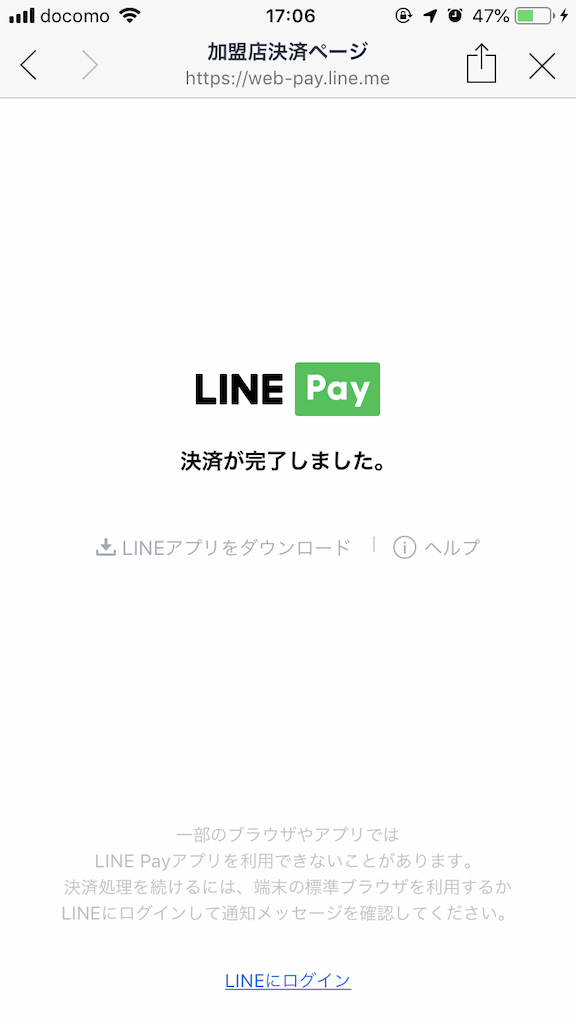 docomo 17:06 47%
加盟店決済ページ
https://web-pay.line.me
LINE Pay
決済が完了しました。
LINEアプリをダウンロード | ヘルプ
一部のブラウザやアプリでは
LINE Payアプリを利用できないことがあります。
決済処理を続けるには、端末の標準ブラウザを利用するか
LINEにログインして通知メッセージを確認してください。
LINEにログイン